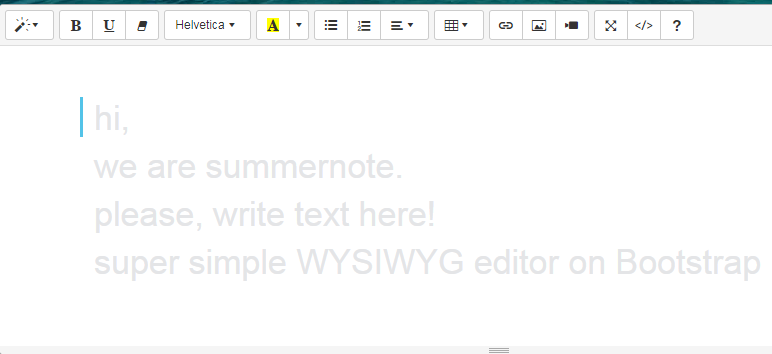 B U Helvetica A </> ?
hi,
we are summernote.
please, write text here!
super simple WYSIWYG editor on Bootstrap